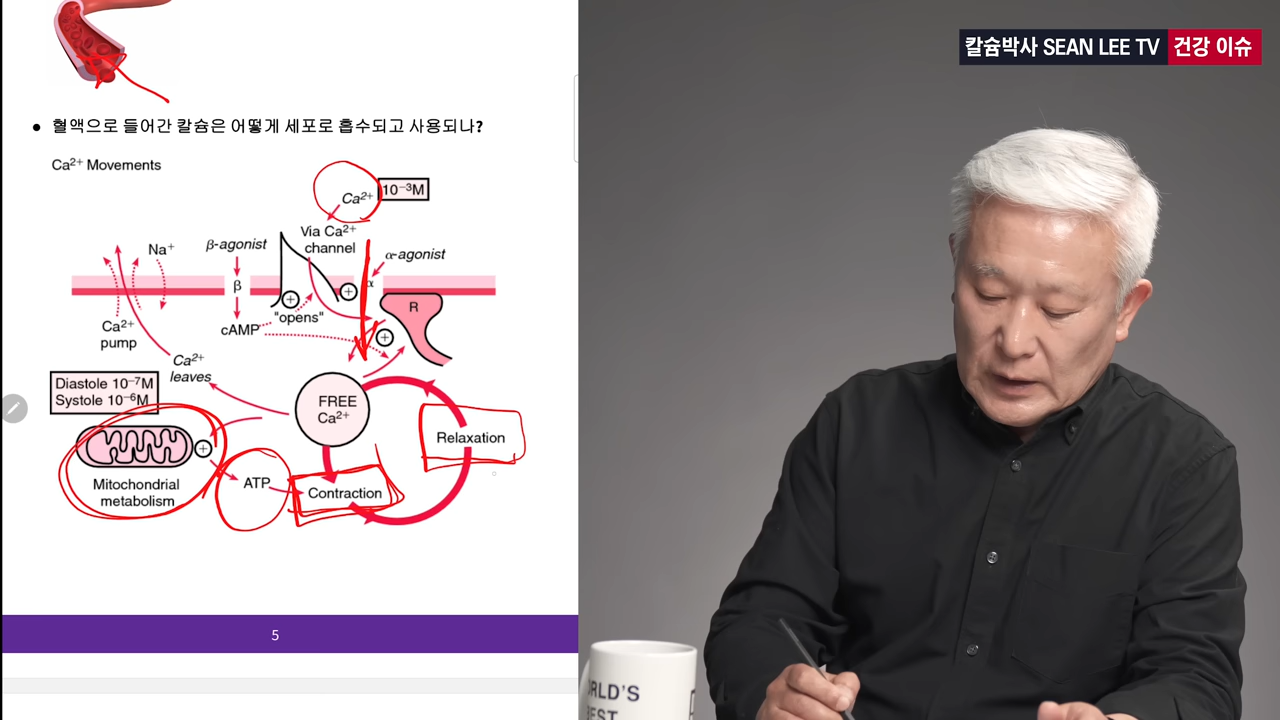 칼슘박사 SEAN LEE TV 건강 이슈
● 혈액으로 들어간 칼슘은 어떻게 세포로 흡수되고 사용되나?
Ca²⁺ Movements
Ca²⁺ 10⁻³M
Via Ca²⁺
channel
Na⁺
β-agonist
α-agonist
β
α
+
+
R
"opens"
cAMP
+
Ca²⁺
pump
Ca²⁺
leaves
Diastole 10⁻⁷M
Systole 10⁻⁶M
FREE
Ca²⁺
Relaxation
+
Mitochondrial
metabolism
ATP
Contraction
5